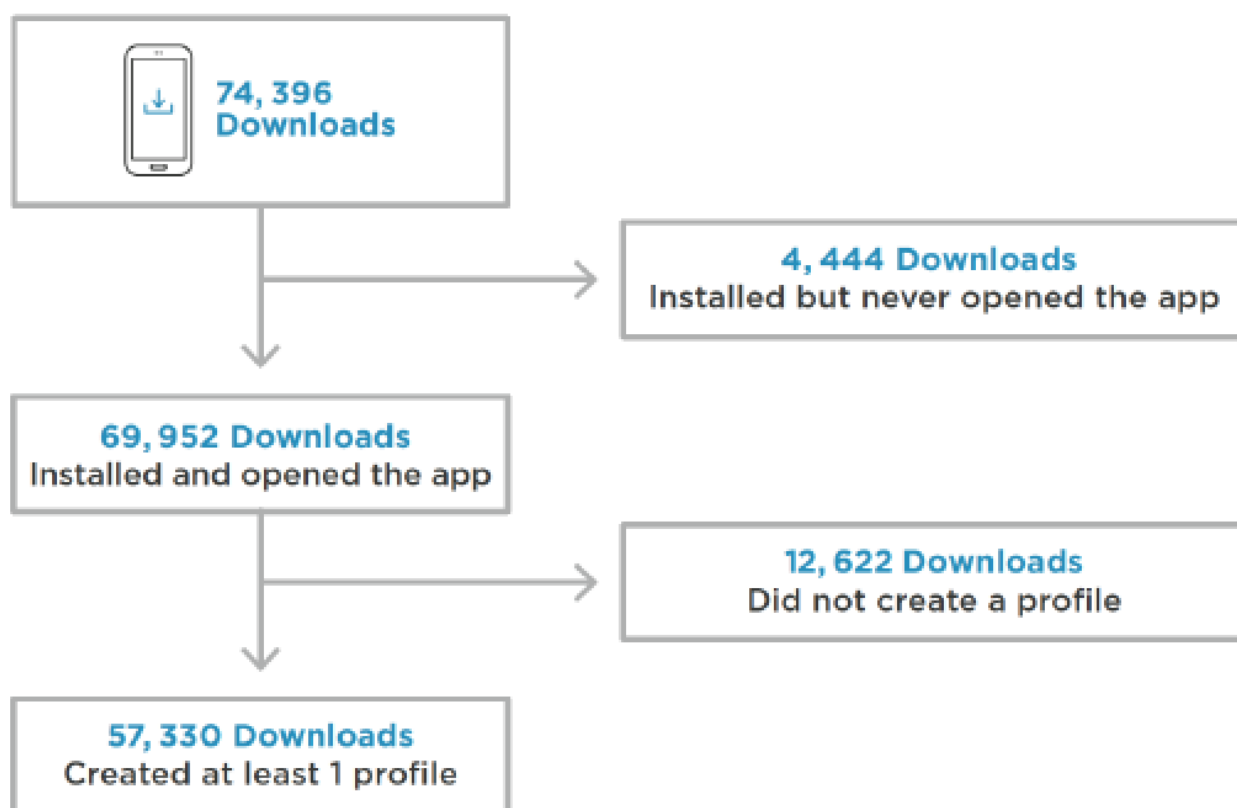 74, 396
Downloads
4, 444 Downloads
Installed but never opened the app
69, 952 Downloads
Installed and opened the app
12, 622 Downloads
Did not create a profile
57, 330 Downloads
Created at least 1 profile